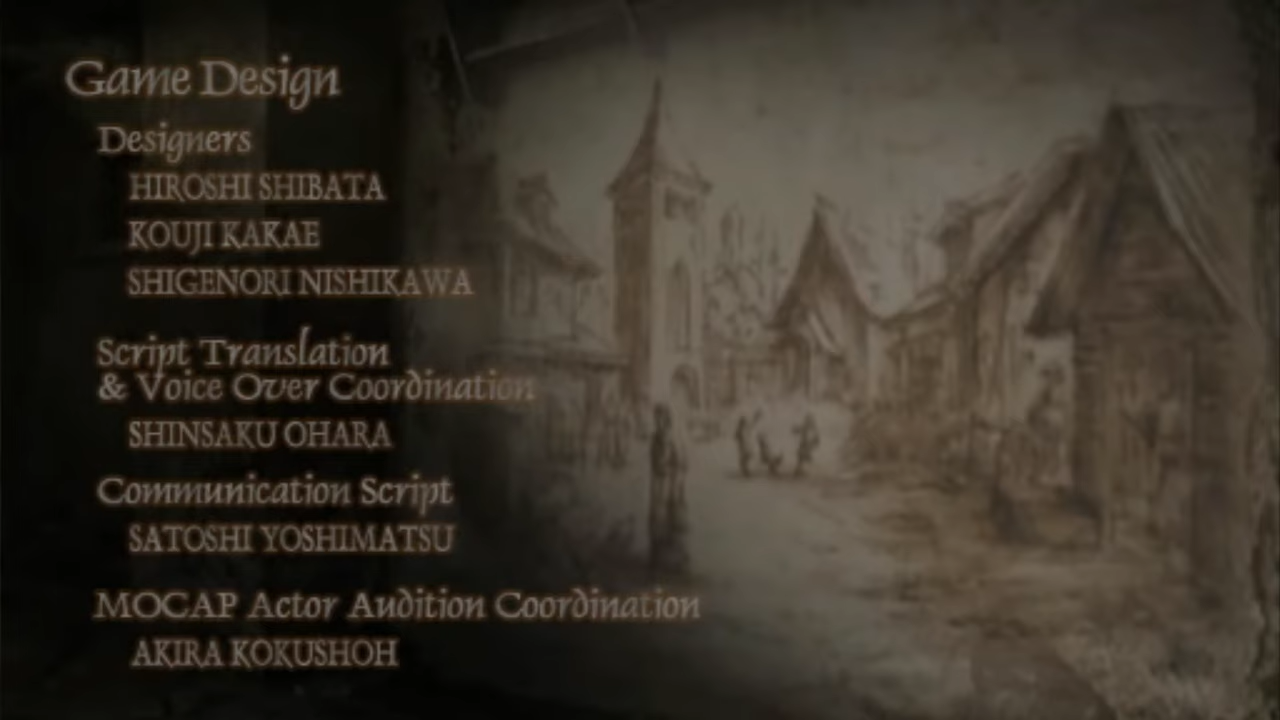 Game Design
Designers
HIROSHI SHIBATA
KOUJI KAKAE
SHIGENORI NISHIKAWA
Script Translation
& Voice Over Coordination
SHINSAKU OHARA
Communication Script
SATOSHI YOSHIMATSU
MOCAP Actor Audition Coordination
AKIRA KOKUSHOH